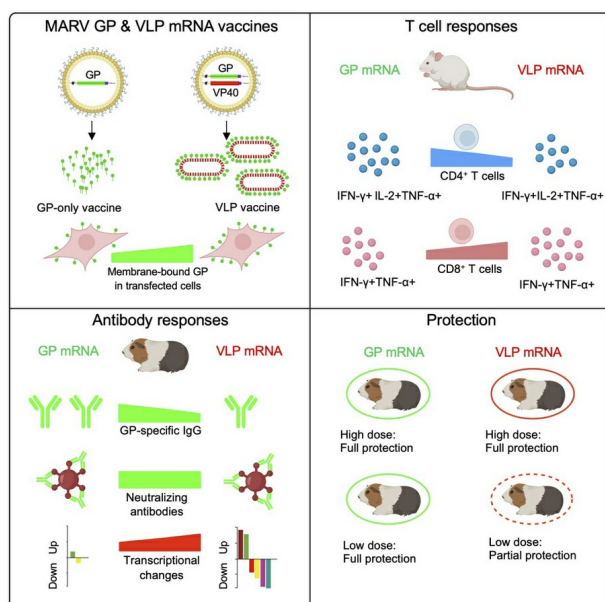 MARV GP & VLP mRNA vaccines
GP
GP
VP40
GP-only vaccine
VLP vaccine
Membrane-bound GP
in transfected cells
T cell responses
GP mRNA
VLP mRNA
CD4⁺ T cells
IFN-γ+ IL-2+TNF-α+
IFN-γ+IL-2+TNF-α+
CD8⁺ T cells
IFN-γ+TNF-α+
IFN-γ+TNF-α+
Antibody responses
GP mRNA
VLP mRNA
GP-specific IgG
Neutralizing
antibodies
Down Up
Transcriptional
changes
Down Up
Protection
GP mRNA
VLP mRNA
High dose:
Full protection
High dose:
Full protection
Low dose:
Full protection
Low dose:
Partial protection